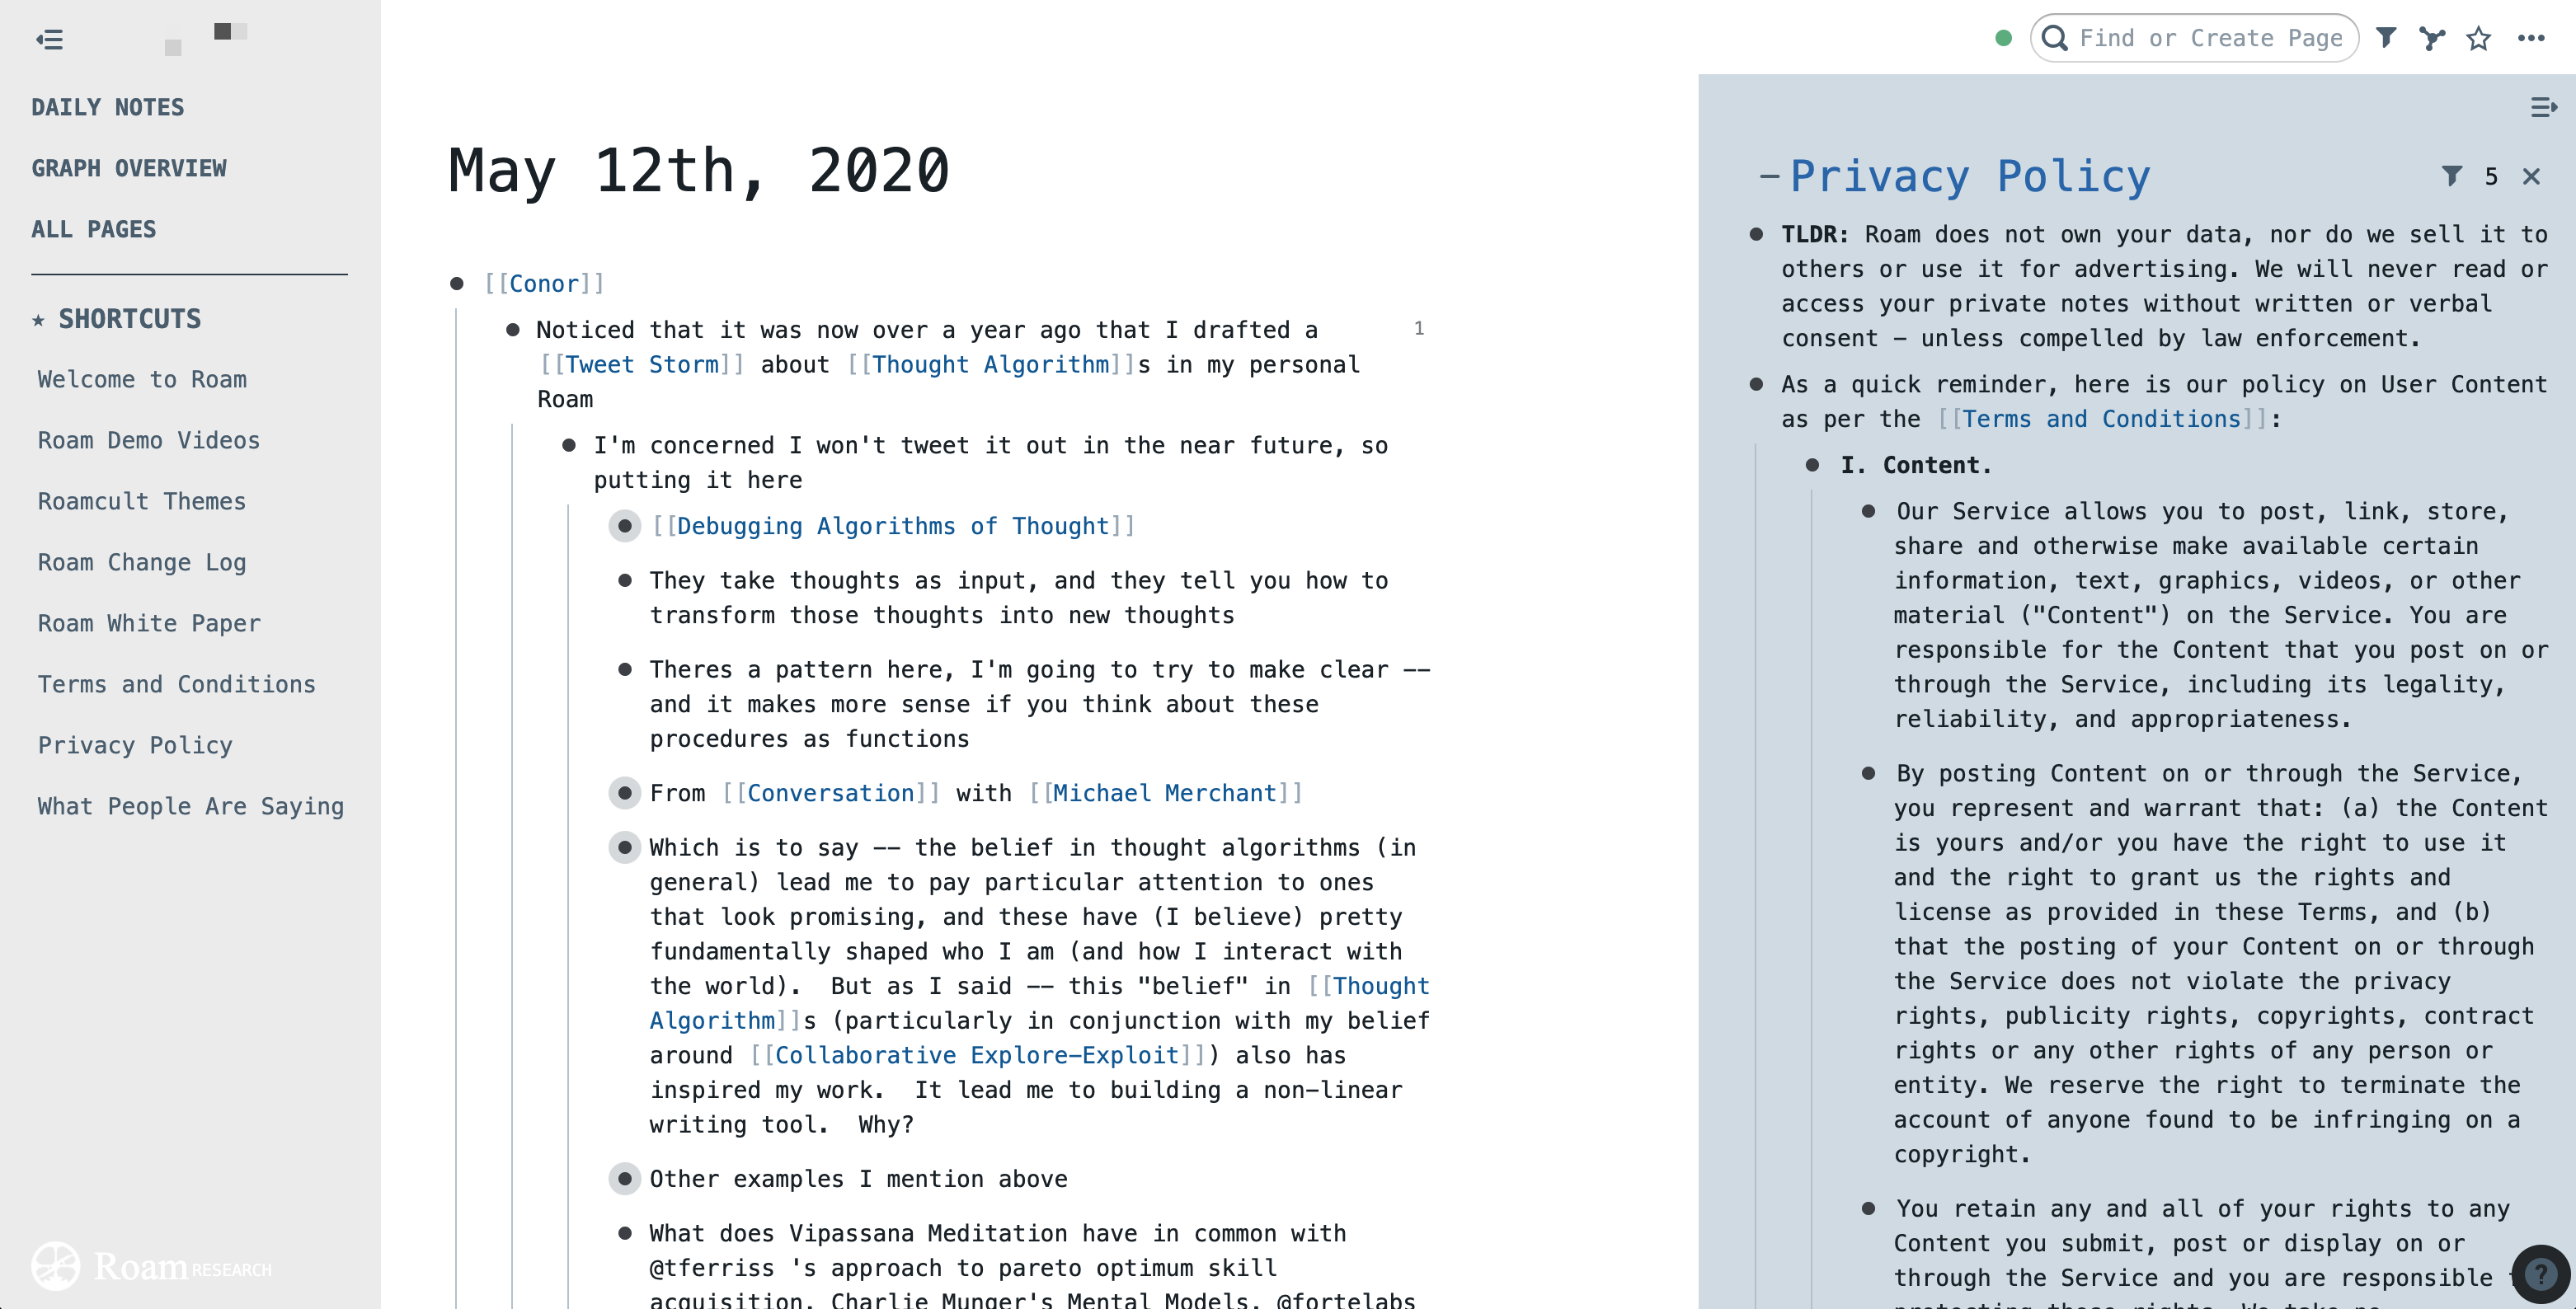 Find or Create Page
DAILY NOTES
GRAPH OVERVIEW
ALL PAGES
★ SHORTCUTS
Welcome to Roam
Roam Demo Videos
Roamcult Themes
Roam Change Log
Roam White Paper
Terms and Conditions
Privacy Policy
What People Are Saying
Roam RESEARCH
May 12th, 2020
[[Conor]]
Noticed that it was now over a year ago that I drafted a
1
[[Tweet Storm]] about [[Thought Algorithm]]s in my personal
Roam
I'm concerned I won't tweet it out in the near future, so
putting it here
[[Debugging Algorithms of Thought]]
They take thoughts as input, and they tell you how to
transform those thoughts into new thoughts
Theres a pattern here, I'm going to try to make clear --
and it makes more sense if you think about these
procedures as functions
From [[Conversation]] with [[Michael Merchant]]
Which is to say -- the belief in thought algorithms (in
general) lead me to pay particular attention to ones
that look promising, and these have (I believe) pretty
fundamentally shaped who I am (and how I interact with
the world).  But as I said -- this "belief" in [[Thought
Algorithm]]s (particularly in conjunction with my belief
around [[Collaborative Explore-Exploit]]) also has
inspired my work.  It lead me to building a non-linear
writing tool.  Why?
Other examples I mention above
What does Vipassana Meditation have in common with
@tferriss 's approach to pareto optimum skill
acquisition, Charlie Munger's Mental Models, @fortelabs
Privacy Policy
5
TLDR: Roam does not own your data, nor do we sell it to
others or use it for advertising. We will never read or
access your private notes without written or verbal
consent – unless compelled by law enforcement.
As a quick reminder, here is our policy on User Content
as per the [[Terms and Conditions]]:
I. Content.
Our Service allows you to post, link, store,
share and otherwise make available certain
information, text, graphics, videos, or other
material ("Content") on the Service. You are
responsible for the Content that you post on or
through the Service, including its legality,
reliability, and appropriateness.
By posting Content on or through the Service,
you represent and warrant that: (a) the Content
is yours and/or you have the right to use it
and the right to grant us the rights and
license as provided in these Terms, and (b)
that the posting of your Content on or through
the Service does not violate the privacy
rights, publicity rights, copyrights, contract
rights or any other rights of any person or
entity. We reserve the right to terminate the
account of anyone found to be infringing on a
copyright.
You retain any and all of your rights to any
Content you submit, post or display on or
through the Service and you are responsible
protecting those rights. We take no
?